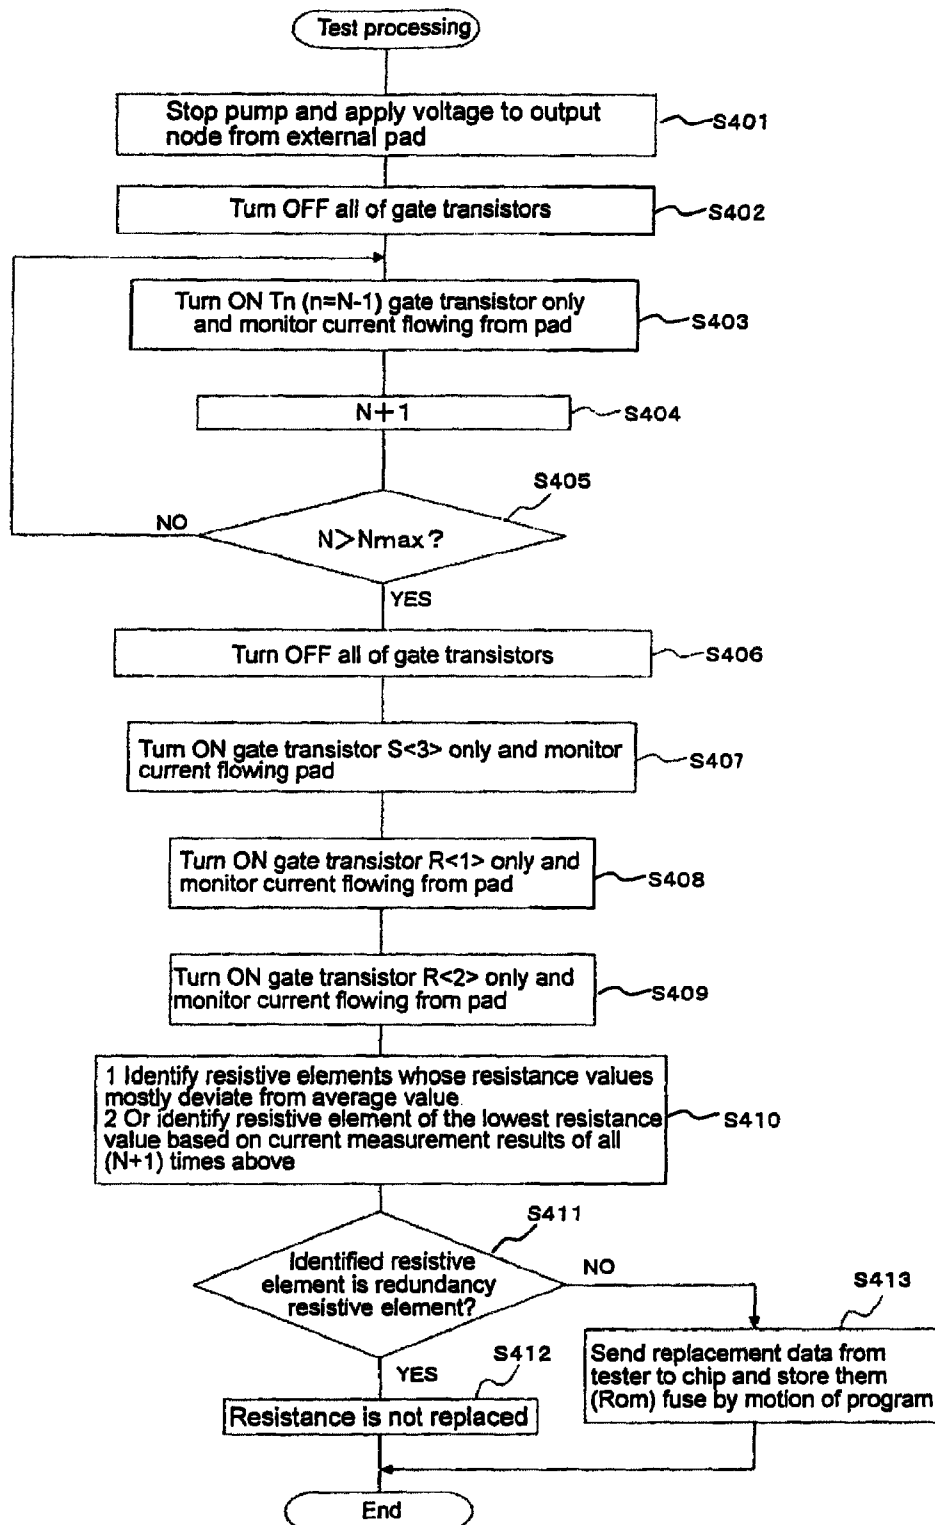 Test processing
Stop pump and apply voltage to output
node from external pad
S401
Turn OFF all of gate transistors
S402
Turn ON Tn (n=N-1) gate transistor only
and monitor current flowing from pad
S403
N+1
S404
S405
NO
N>Nmax?
YES
Turn OFF all of gate transistors
S406
Turn ON gate transistor S<3> only and monitor
current flowing pad
S407
Turn ON gate transistor R<1> only and
monitor current flowing from pad
S408
Turn ON gate transistor R<2> only and
monitor current flowing from pad
S409
1 Identify resistive elements whose resistance values
mostly deviate from average value
2 Or identify resistive element of the lowest resistance
value based on current measurement results of all
(N+1) times above
S410
S411
Identified resistive
element is redundancy
resistive element?
NO
S413
YES
S412
Send replacement data from
tester to chip and store them
(Rom) fuse by motion of program
Resistance is not replaced
End